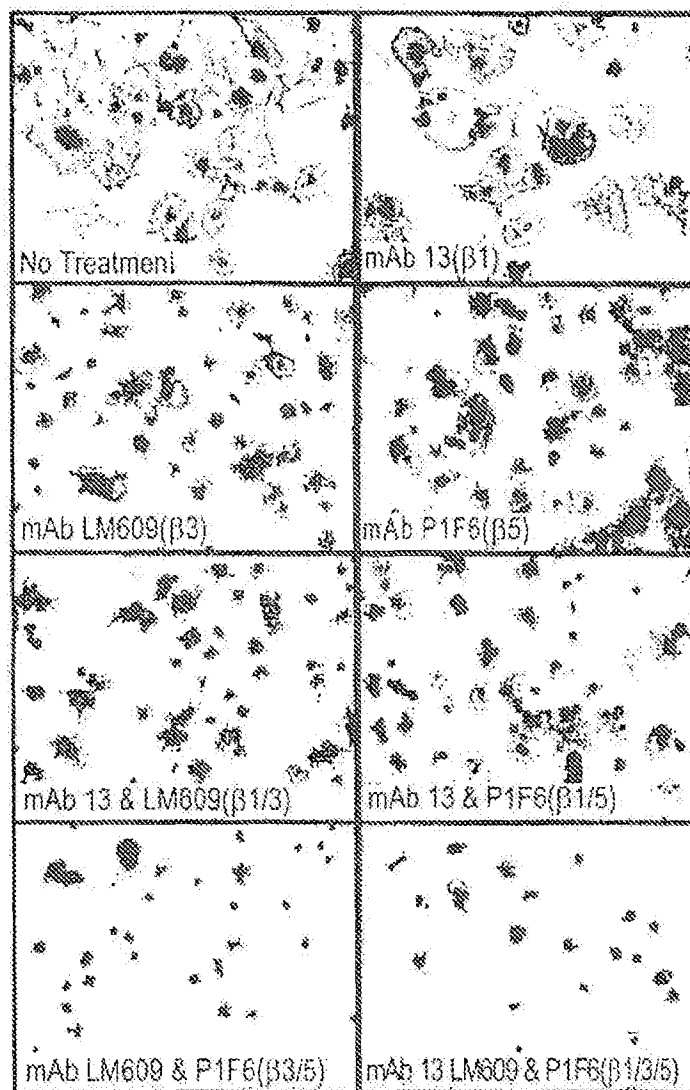 No Treatment
mAb 13(β1)
mAb LM609(β3)
mAb P1F6(β5)
mAb 13 & LM609(β1/3)
mAb 13 & P1F6(β1/5)
mAb LM609 & P1F6(β3/5)
mAb 13 LM609 & P1F6(β1/3/5)